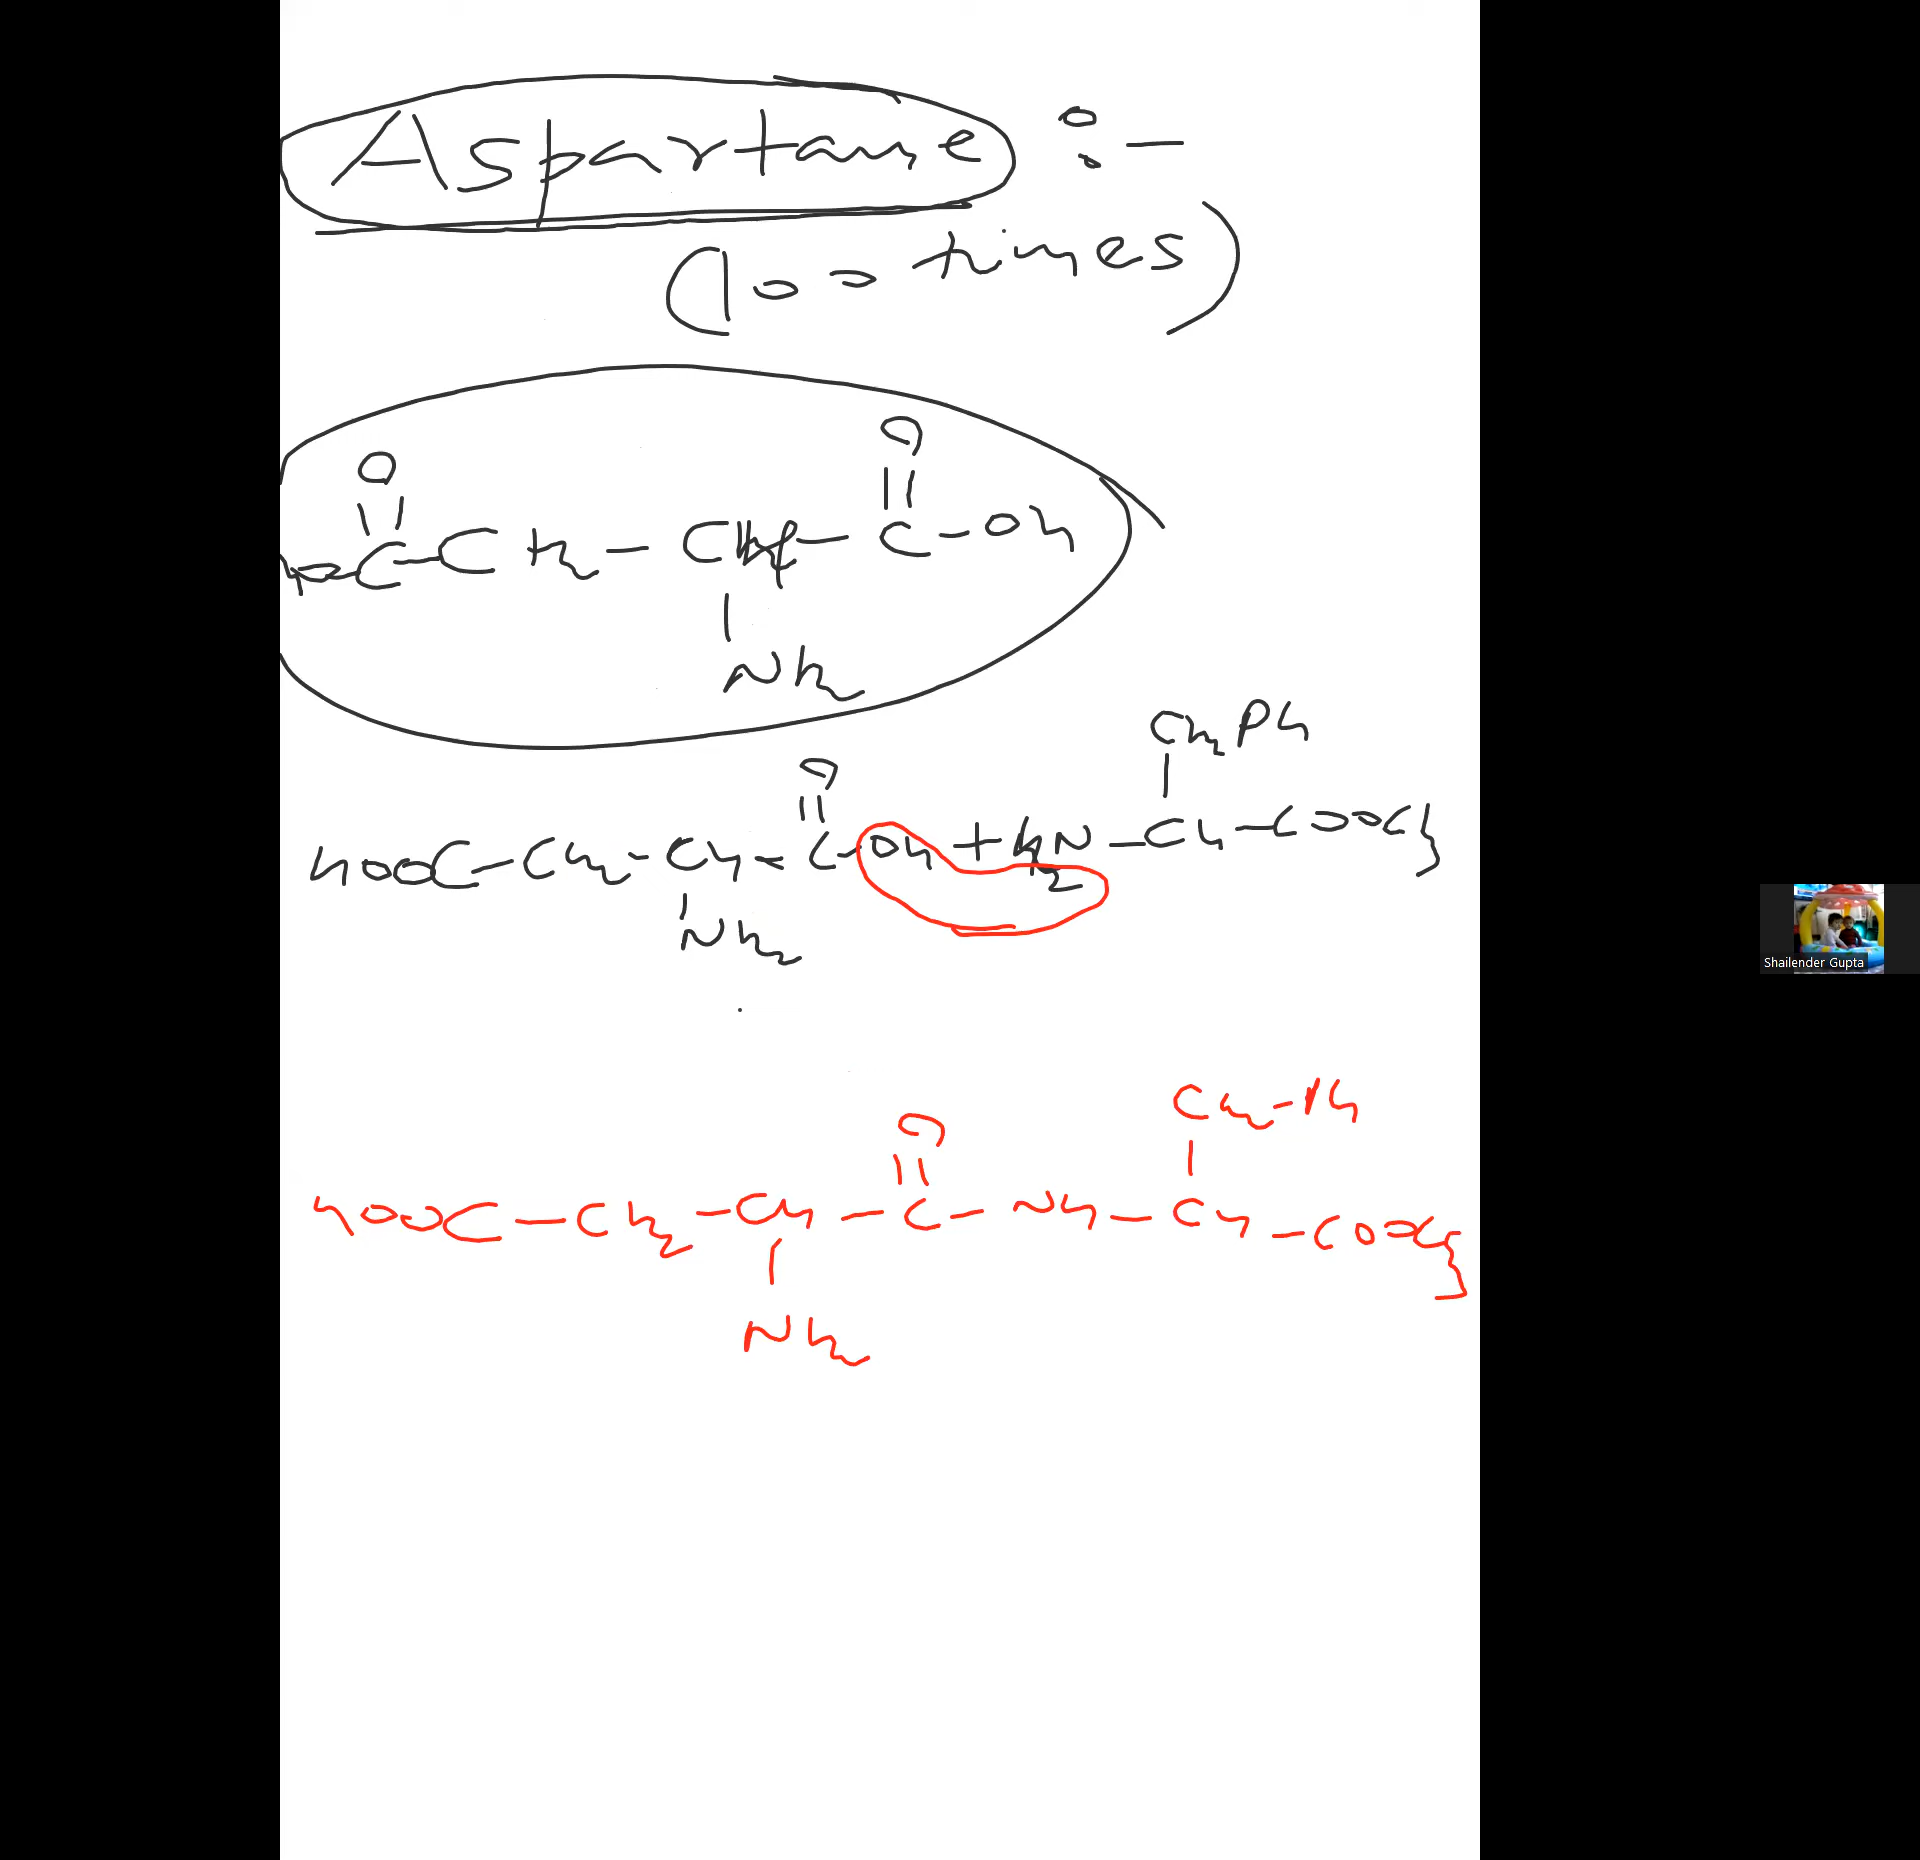 Aspartame :-
(100 times)
O
||
O
||
HO-C-CH2-CH-C-OH
|
NH2
CH2Ph
|
O
||
HOOC-CH2-CH-C-OH + H2N-CH-COOCH3
|
NH2
CH2-Ph
|
O
||
HOOC-CH2-CH-C-NH-CH-COOCH3
|
NH2
Shailender Gupta